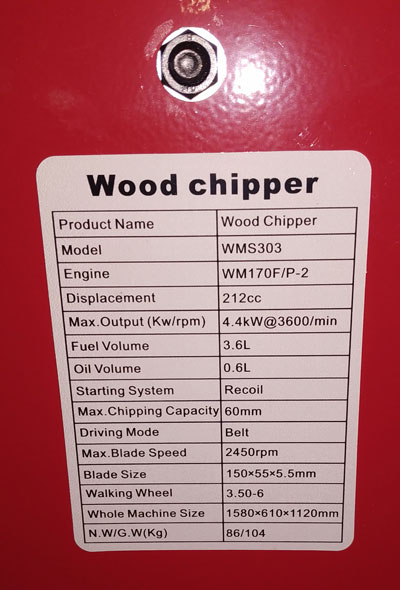 Wood chipper
Product Name Wood Chipper
Model WMS303
Engine WM170F/P-2
Displacement 212cc
Max.Output (Kw/rpm) 4.4kW@3600/min
Fuel Volume 3.6L
Oil Volume 0.6L
Starting System Recoil
Max.Chipping Capacity 60mm
Driving Mode Belt
Max.Blade Speed 2450rpm
Blade Size 150×55×5.5mm
Walking Wheel 3.50-6
Whole Machine Size 1580×610×1120mm
N.W/G.W(Kg) 86/104